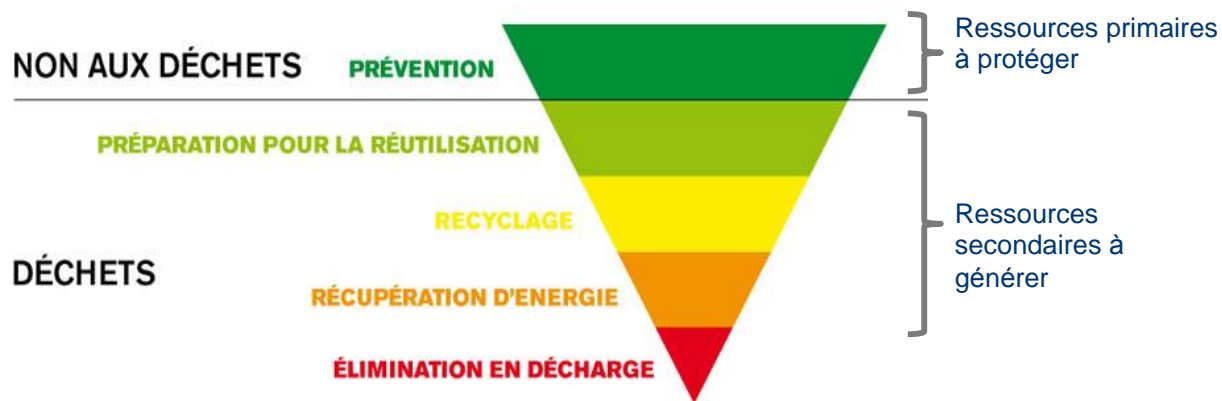 NON AUX DÉCHETS
PRÉVENTION
Ressources primaires
à protéger
PRÉPARATION POUR LA RÉUTILISATION
RECYCLAGE
DÉCHETS
RÉCUPÉRATION D'ENERGIE
ÉLIMINATION EN DÉCHARGE
Ressources
secondaires à
générer